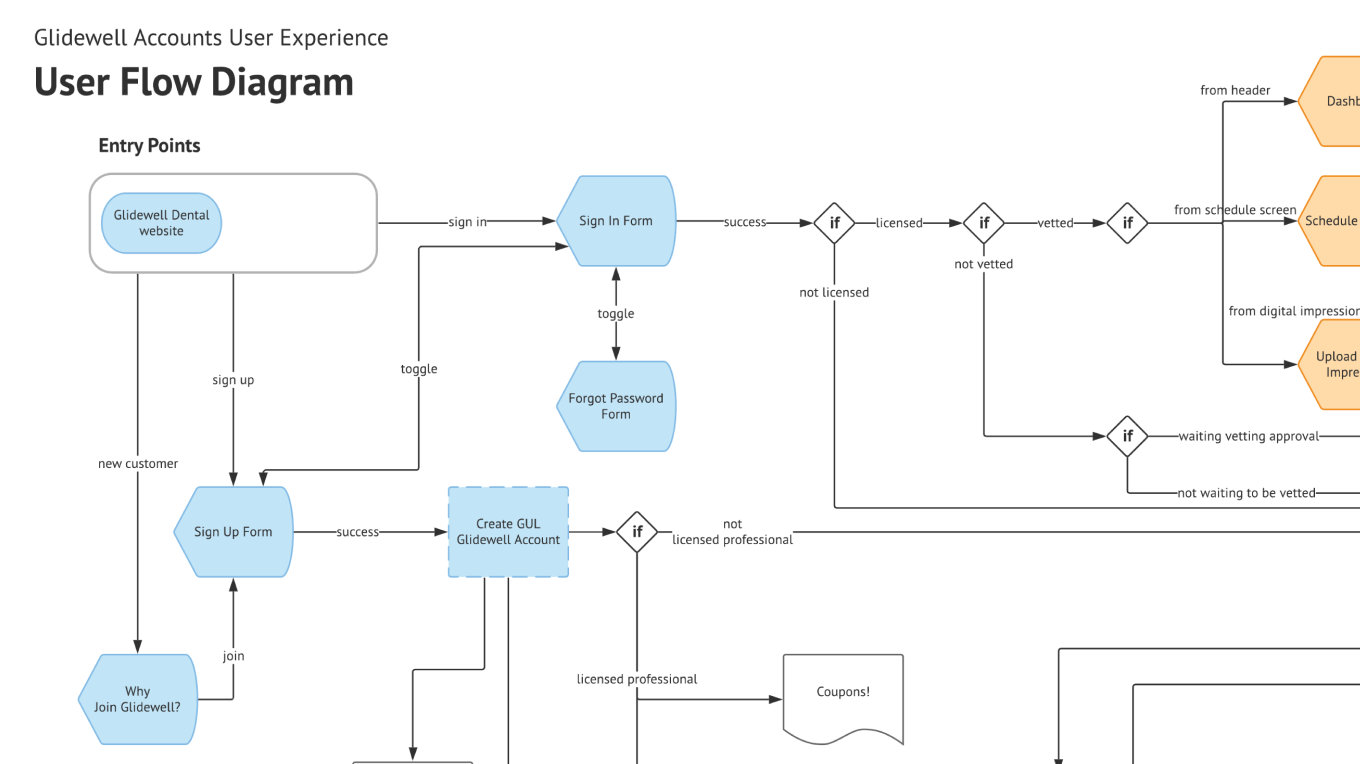 Glidewell Accounts User Experience
User Flow Diagram
Entry Points
Glidewell Dental
website
sign in
Sign In Form
success
if
licensed
if
vetted
if
from header
from schedule screen
Schedule
from digital impression
Upload
not vetted
not licensed
toggle
Forgot Password
Form
toggle
sign up
new customer
if
waiting vetting approval
not waiting to be vetted
Sign Up Form
success
Create GUL
Glidewell Account
if
not
licensed professional
join
Why
Join Glidewell?
licensed professional
Coupons!